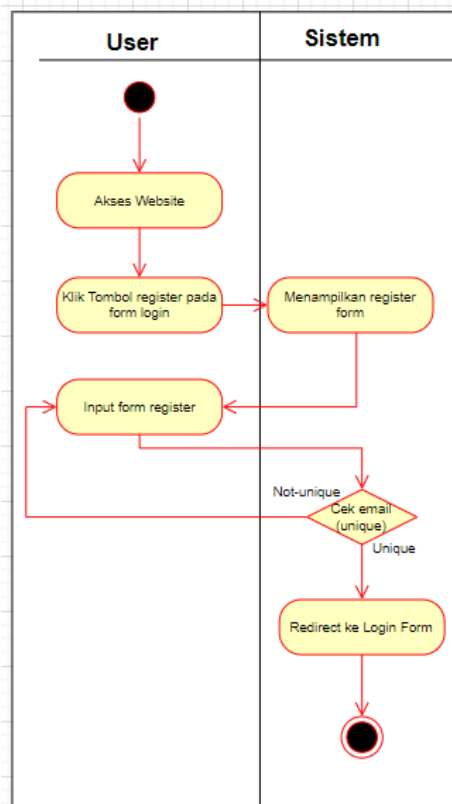 User
Sistem
Akses Website
Klik Tombol register pada
form login
Menampilkan register
form
Input form register
Not-unique
Cek email
(unique)
Unique
Redirect ke Login Form